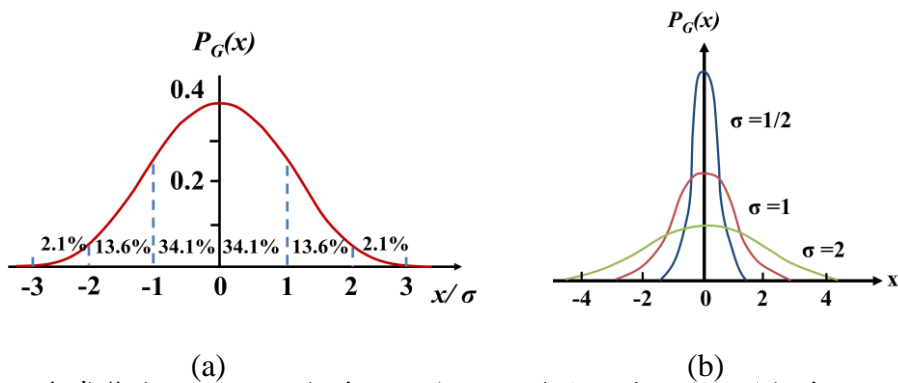 P_G(x)
0.4
0.2
2.1% 13.6% 34.1% 34.1% 13.6% 2.1%
-3 -2 -1 0 1 2 3 x/ σ
(a)
P_G(x)
σ =1/2
σ =1
σ =2
-4 -2 0 2 4 x
(b)